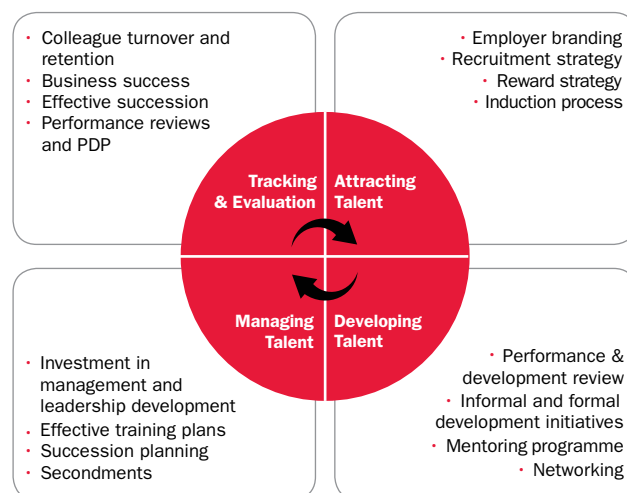 • Colleague turnover and
retention
• Business success
• Effective succession
• Performance reviews
and PDP
• Employer branding
• Recruitment strategy
• Reward strategy
• Induction process
Tracking
& Evaluation
Attracting
Talent
Managing
Talent
Developing
Talent
• Investment in
management and
leadership development
• Effective training plans
• Succession planning
• Secondments
• Performance &
development review
• Informal and formal
development initiatives
• Mentoring programme
• Networking